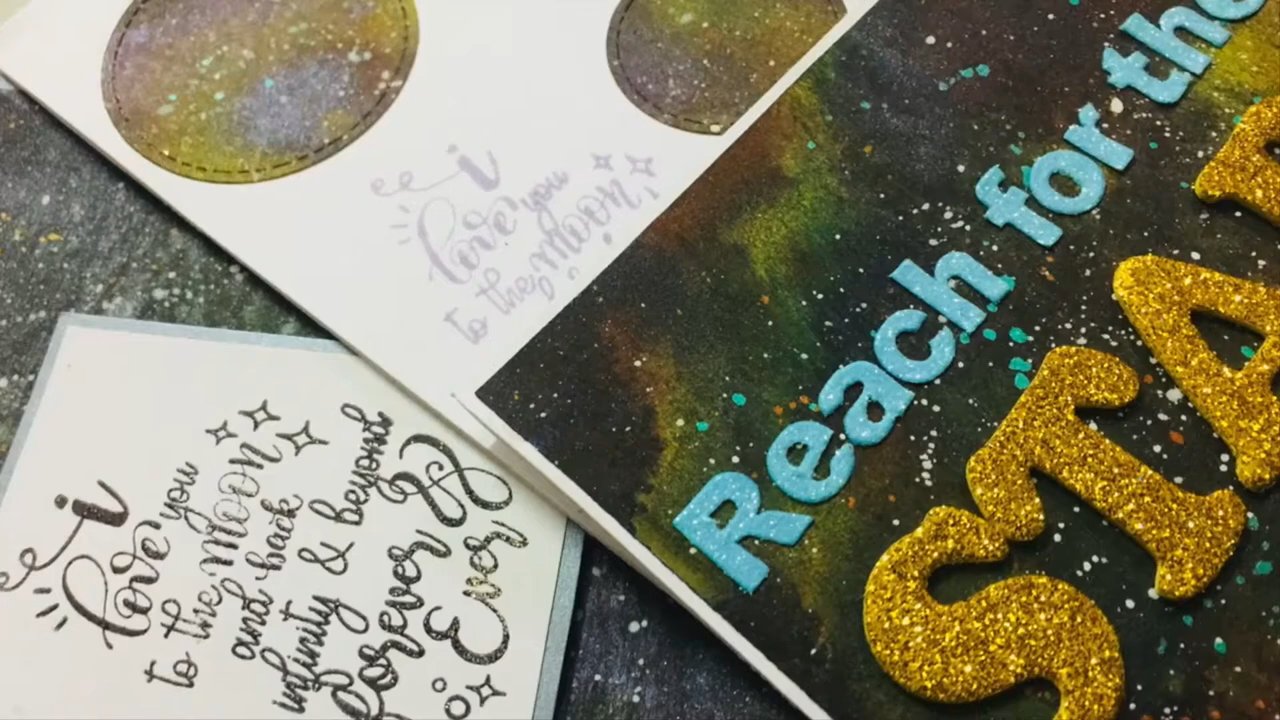 i
love you
to the moon
Reach for the
STA
i
love you
to the moon
and back
infinity & beyond
forever &
Ever